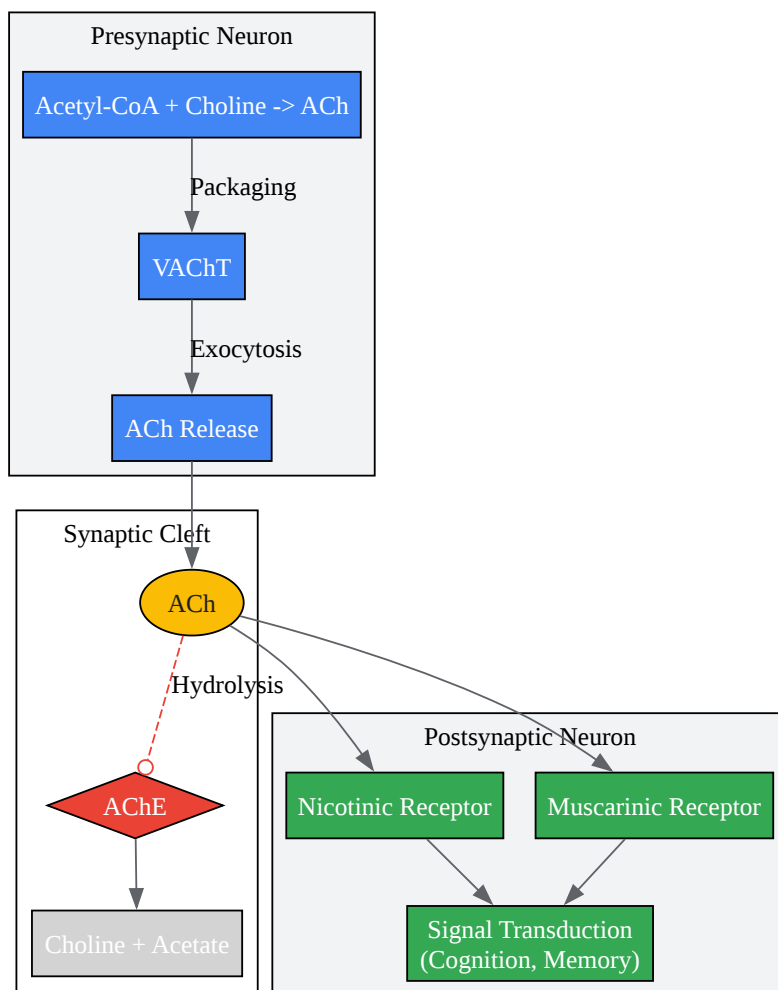 Presynaptic Neuron
Acetyl-CoA + Choline -> ACh
Packaging
VAChT
Exocytosis
ACh Release
Synaptic Cleft
ACh
Hydrolysis
Postsynaptic Neuron
AChE
Nicotinic Receptor
Muscarinic Receptor
Choline + Acetate
Signal Transduction
(Cognition, Memory)